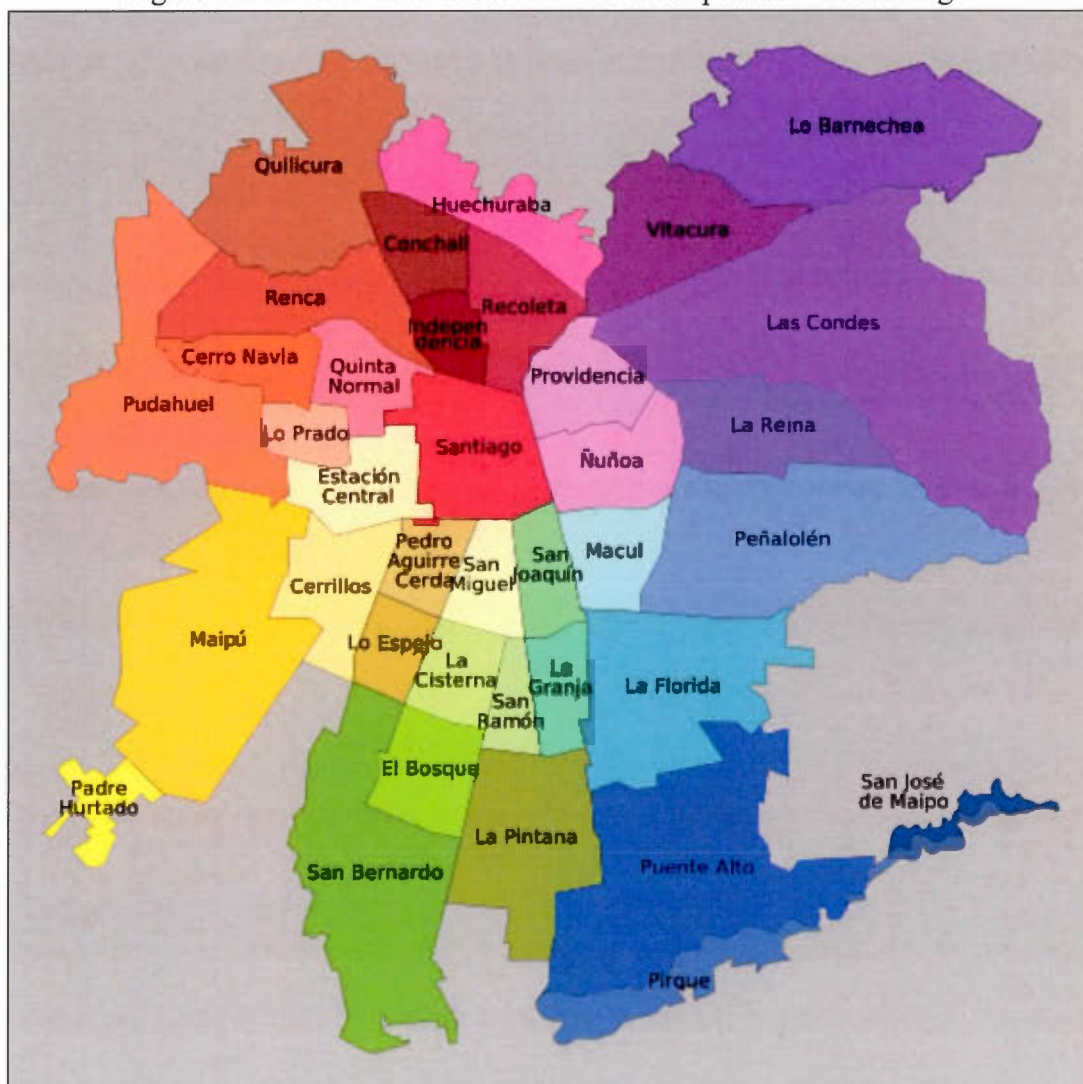 Lo Barnechea
Quilicura
Huechuraba
Vitacura
Conchalí
Renca
Recoleta
Indepen
dencia
Las Condes
Cerro Navia
Quinta
Normal
Providencia
Pudahuel
Lo Prado
Santiago
La Reina
Ñuñoa
Estación
Central
Pedro
Aguirre
Cerda
San
Miguel
San
Joaquín
Macul
Peñalolén
Cerrillos
Maipú
Lo Espejo
La
Cisterna
San
Ramón
La
Granja
La Florida
El Bosque
Padre
Hurtado
San José
de Maipo
La Pintana
San Bernardo
Puente Alto
Pirque